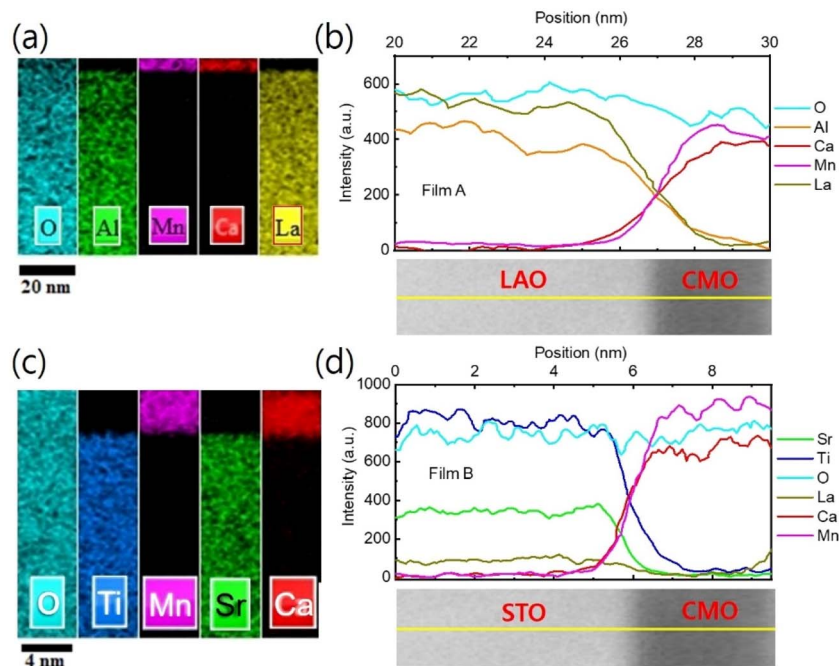 (a)
O Al Mn Ca La
20 nm
(b)
Position (nm)
20 22 24 26 28 30
600
400
200
0
Intensity (a.u.)
Film A
O
Al
Ca
Mn
La
LAO CMO
(c)
O Ti Mn Sr Ca
4 nm
(d)
Position (nm)
0 2 4 6 8
1000
800
600
400
200
0
Intensity (a.u.)
Film B
Sr
Ti
O
La
Ca
Mn
STO CMO